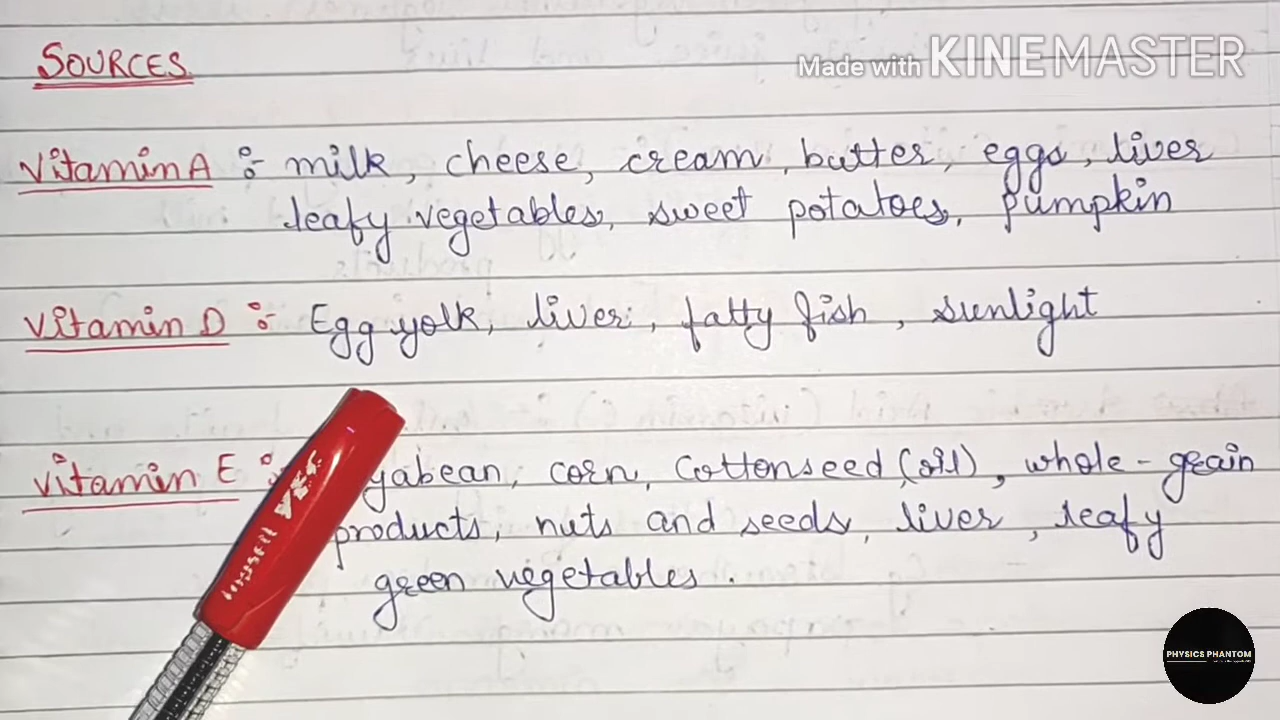 SOURCES
Made with KINEMASTER
Vitamin A :- milk, cheese, cream, butter, eggs, liver
leafy vegetables, sweet potatoes, pumpkin
Vitamin D :- Egg yolk, liver, fatty fish, sunlight
Vitamin E yabean, corn, cottonseed (oil), whole-grain
products, nuts and seeds, liver, leafy
green vegetables.
PHYSICS PHANTOM